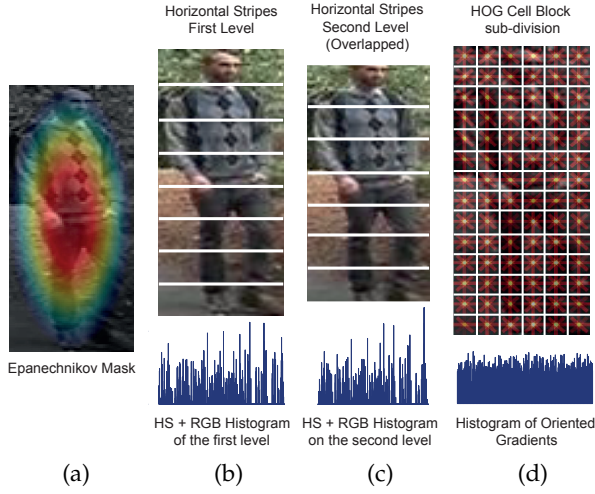 Horizontal Stripes
First Level
Horizontal Stripes
Second Level
(Overlapped)
HOG Cell Block
sub-division
Epanechnikov Mask
HS + RGB Histogram
of the first level
HS + RGB Histogram
on the second level
Histogram of Oriented
Gradients
(a)
(b)
(c)
(d)